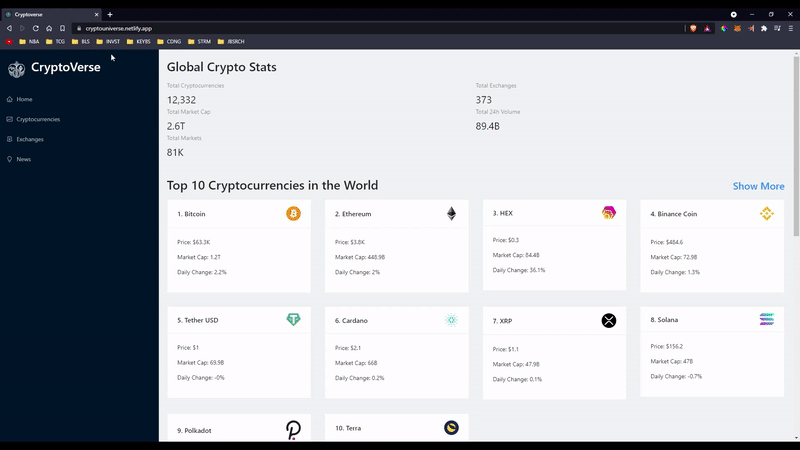 Cryptoverse
cryptouniverse.netlify.app
NBA TCG BLS INVST KEYBS CDNG STRM JBSRCH
CryptoVerse
Home
Cryptocurrencies
Exchanges
News
Global Crypto Stats
Total Cryptocurrencies
12,332
Total Exchanges
373
Total Market Cap
2.6T
Total 24h Volume
89.4B
Total Markets
81K
Top 10 Cryptocurrencies in the World
Show More
1. Bitcoin
Price: $63.3K
Market Cap: 1.2T
Daily Change: 2.2%
2. Ethereum
Price: $3.8K
Market Cap: 448.9B
Daily Change: 2%
3. HEX
Price: $0.3
Market Cap: 84.4B
Daily Change: 36.1%
4. Binance Coin
Price: $484.6
Market Cap: 72.9B
Daily Change: 1.3%
5. Tether USD
Price: $1
Market Cap: 69.9B
Daily Change: -0%
6. Cardano
Price: $2.1
Market Cap: 66B
Daily Change: 0.2%
7. XRP
Price: $1.1
Market Cap: 47.9B
Daily Change: 0.1%
8. Solana
Price: $156.2
Market Cap: 47B
Daily Change: -0.7%
9. Polkadot
10. Terra